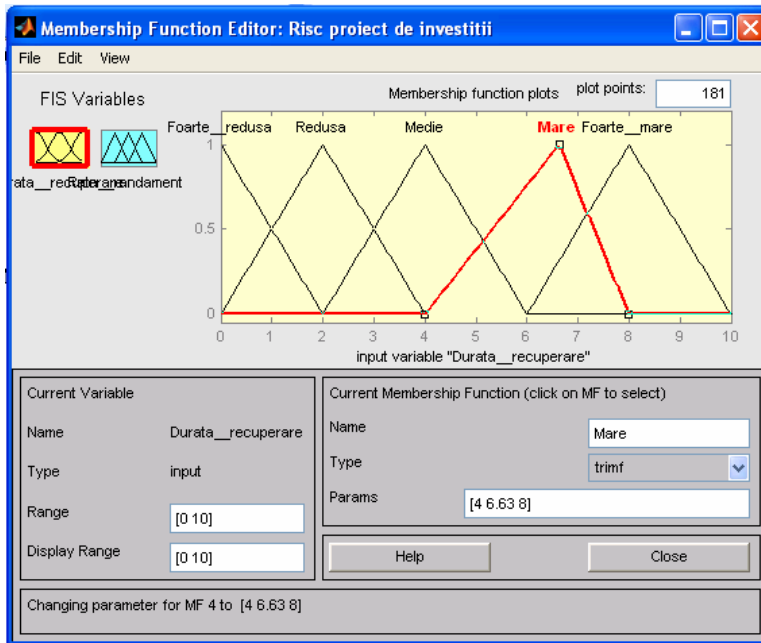 Membership Function Editor: Risc proiect de investitii
File Edit View
FIS Variables
Membership function plots plot points: 181
Foarte__redusa Redusa Medie Mare Foarte__mare
1
0.5
0
0 1 2 3 4 5 6 7 8 9 10
input variable "Durata__recuperare"
Current Variable
Name Durata__recuperare
Type input
Range [0 10]
Display Range [0 10]
Current Membership Function (click on MF to select)
Name Mare
Type trimf
Params [4 6.63 8]
Help Close
Changing parameter for MF 4 to [4 6.63 8]